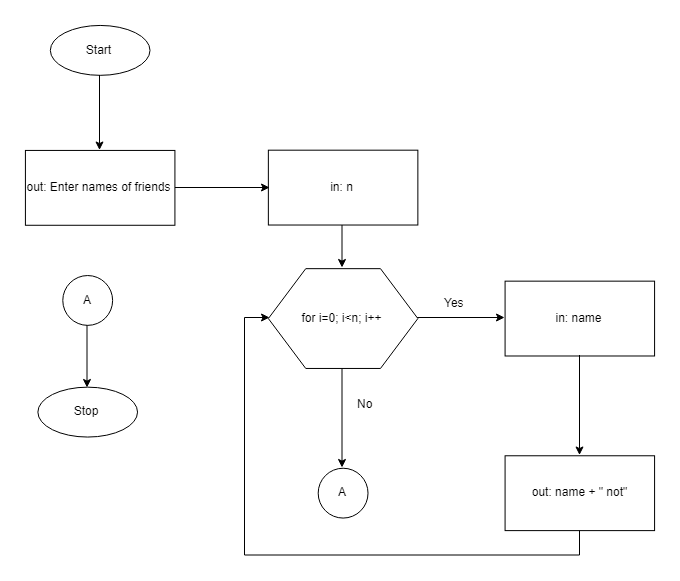 Start
out: Enter names of friends
in: n
A
for i=0; i<n; i++
Yes
in: name
Stop
No
A
out: name + " not"